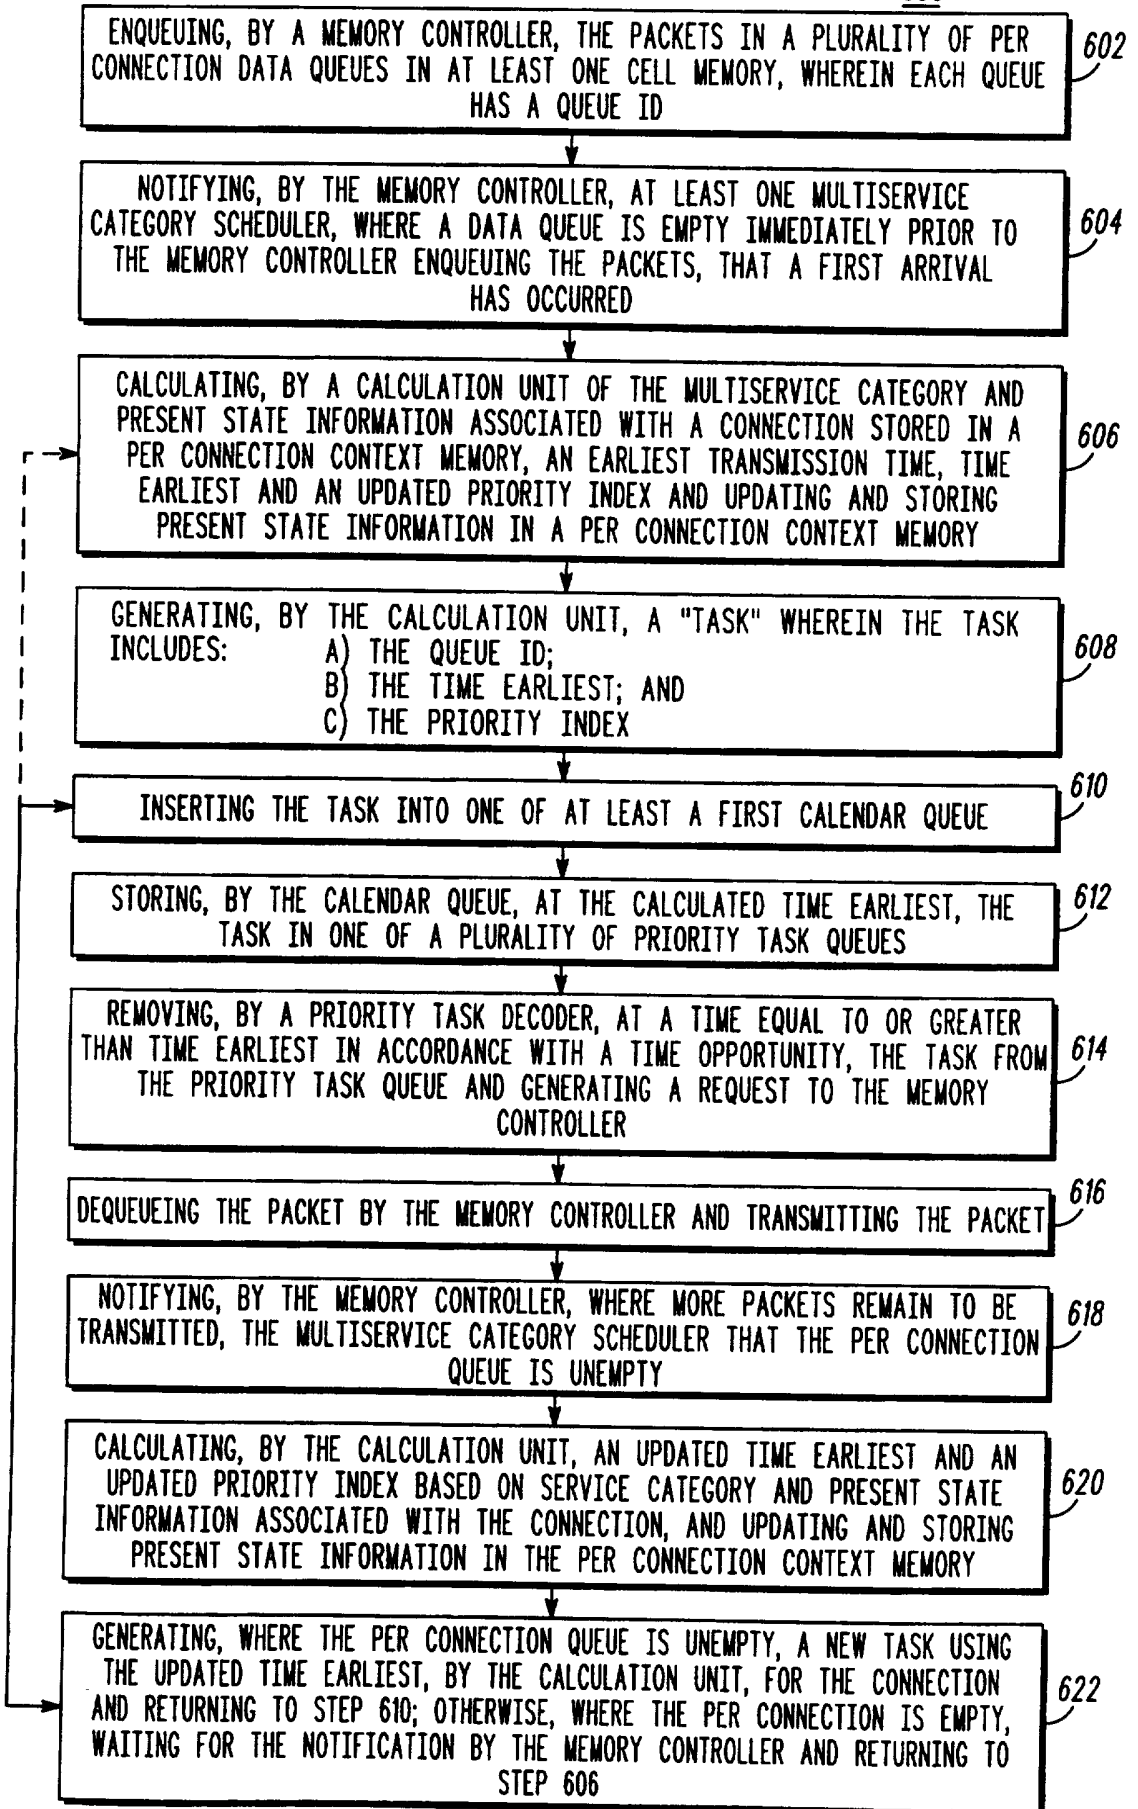 ENQUEUING, BY A MEMORY CONTROLLER, THE PACKETS IN A PLURALITY OF PER
CONNECTION DATA QUEUES IN AT LEAST ONE CELL MEMORY, WHEREIN EACH QUEUE
HAS A QUEUE ID
602
NOTIFYING, BY THE MEMORY CONTROLLER, AT LEAST ONE MULTISERVICE
CATEGORY SCHEDULER, WHERE A DATA QUEUE IS EMPTY IMMEDIATELY PRIOR TO
THE MEMORY CONTROLLER ENQUEUING THE PACKETS, THAT A FIRST ARRIVAL
HAS OCCURRED
604
CALCULATING, BY A CALCULATION UNIT OF THE MULTISERVICE CATEGORY AND
PRESENT STATE INFORMATION ASSOCIATED WITH A CONNECTION STORED IN A
PER CONNECTION CONTEXT MEMORY, AN EARLIEST TRANSMISSION TIME, TIME
EARLIEST AND AN UPDATED PRIORITY INDEX AND UPDATING AND STORING
PRESENT STATE INFORMATION IN A PER CONNECTION CONTEXT MEMORY
606
GENERATING, BY THE CALCULATION UNIT, A "TASK" WHEREIN THE TASK
INCLUDES: A) THE QUEUE ID;
B) THE TIME EARLIEST; AND
C) THE PRIORITY INDEX
608
INSERTING THE TASK INTO ONE OF AT LEAST A FIRST CALENDAR QUEUE
610
STORING, BY THE CALENDAR QUEUE, AT THE CALCULATED TIME EARLIEST, THE
TASK IN ONE OF A PLURALITY OF PRIORITY TASK QUEUES
612
REMOVING, BY A PRIORITY TASK DECODER, AT A TIME EQUAL TO OR GREATER
THAN TIME EARLIEST IN ACCORDANCE WITH A TIME OPPORTUNITY, THE TASK FROM
THE PRIORITY TASK QUEUE AND GENERATING A REQUEST TO THE MEMORY
CONTROLLER
614
DEQUEUEING THE PACKET BY THE MEMORY CONTROLLER AND TRANSMITTING THE PACKET
616
NOTIFYING, BY THE MEMORY CONTROLLER, WHERE MORE PACKETS REMAIN TO BE
TRANSMITTED, THE MULTISERVICE CATEGORY SCHEDULER THAT THE PER CONNECTION
QUEUE IS UNEMPTY
618
CALCULATING, BY THE CALCULATION UNIT, AN UPDATED TIME EARLIEST AND AN
UPDATED PRIORITY INDEX BASED ON SERVICE CATEGORY AND PRESENT STATE
INFORMATION ASSOCIATED WITH THE CONNECTION, AND UPDATING AND STORING
PRESENT STATE INFORMATION IN THE PER CONNECTION CONTEXT MEMORY
620
GENERATING, WHERE THE PER CONNECTION QUEUE IS UNEMPTY, A NEW TASK USING
THE UPDATED TIME EARLIEST, BY THE CALCULATION UNIT, FOR THE CONNECTION
AND RETURNING TO STEP 610; OTHERWISE, WHERE THE PER CONNECTION IS EMPTY,
WAITING FOR THE NOTIFICATION BY THE MEMORY CONTROLLER AND RETURNING TO
STEP 606
622